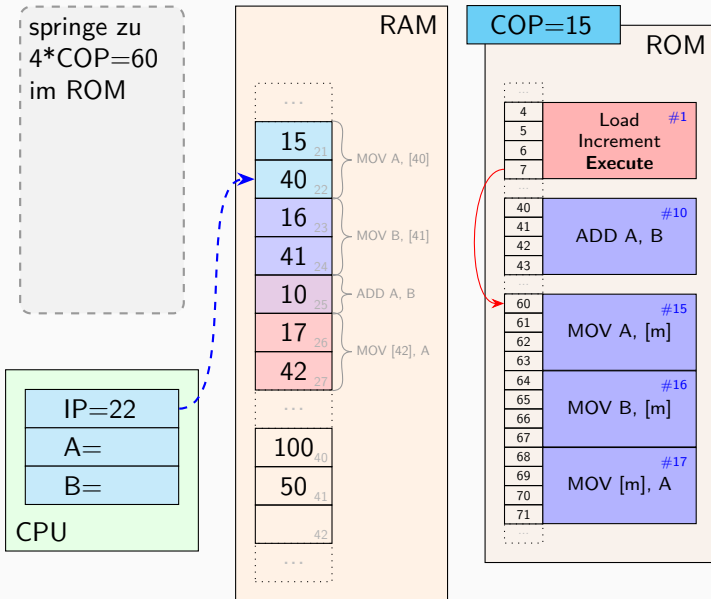 springe zu
4*COP=60
im ROM
IP=22
A=
B=
CPU
RAM
...
15 21
40 22
MOV A, [40]
16 23
41 24
MOV B, [41]
10 25
ADD A, B
17 26
42 27
MOV [42], A
...
100 40
50 41
42
...
COP=15
ROM
...
4
5
6
7
#1
Load
Increment
Execute
...
40
41
42
43
#10
ADD A, B
...
60
61
62
63
#15
MOV A, [m]
64
65
66
67
#16
MOV B, [m]
68
69
70
71
#17
MOV [m], A
...